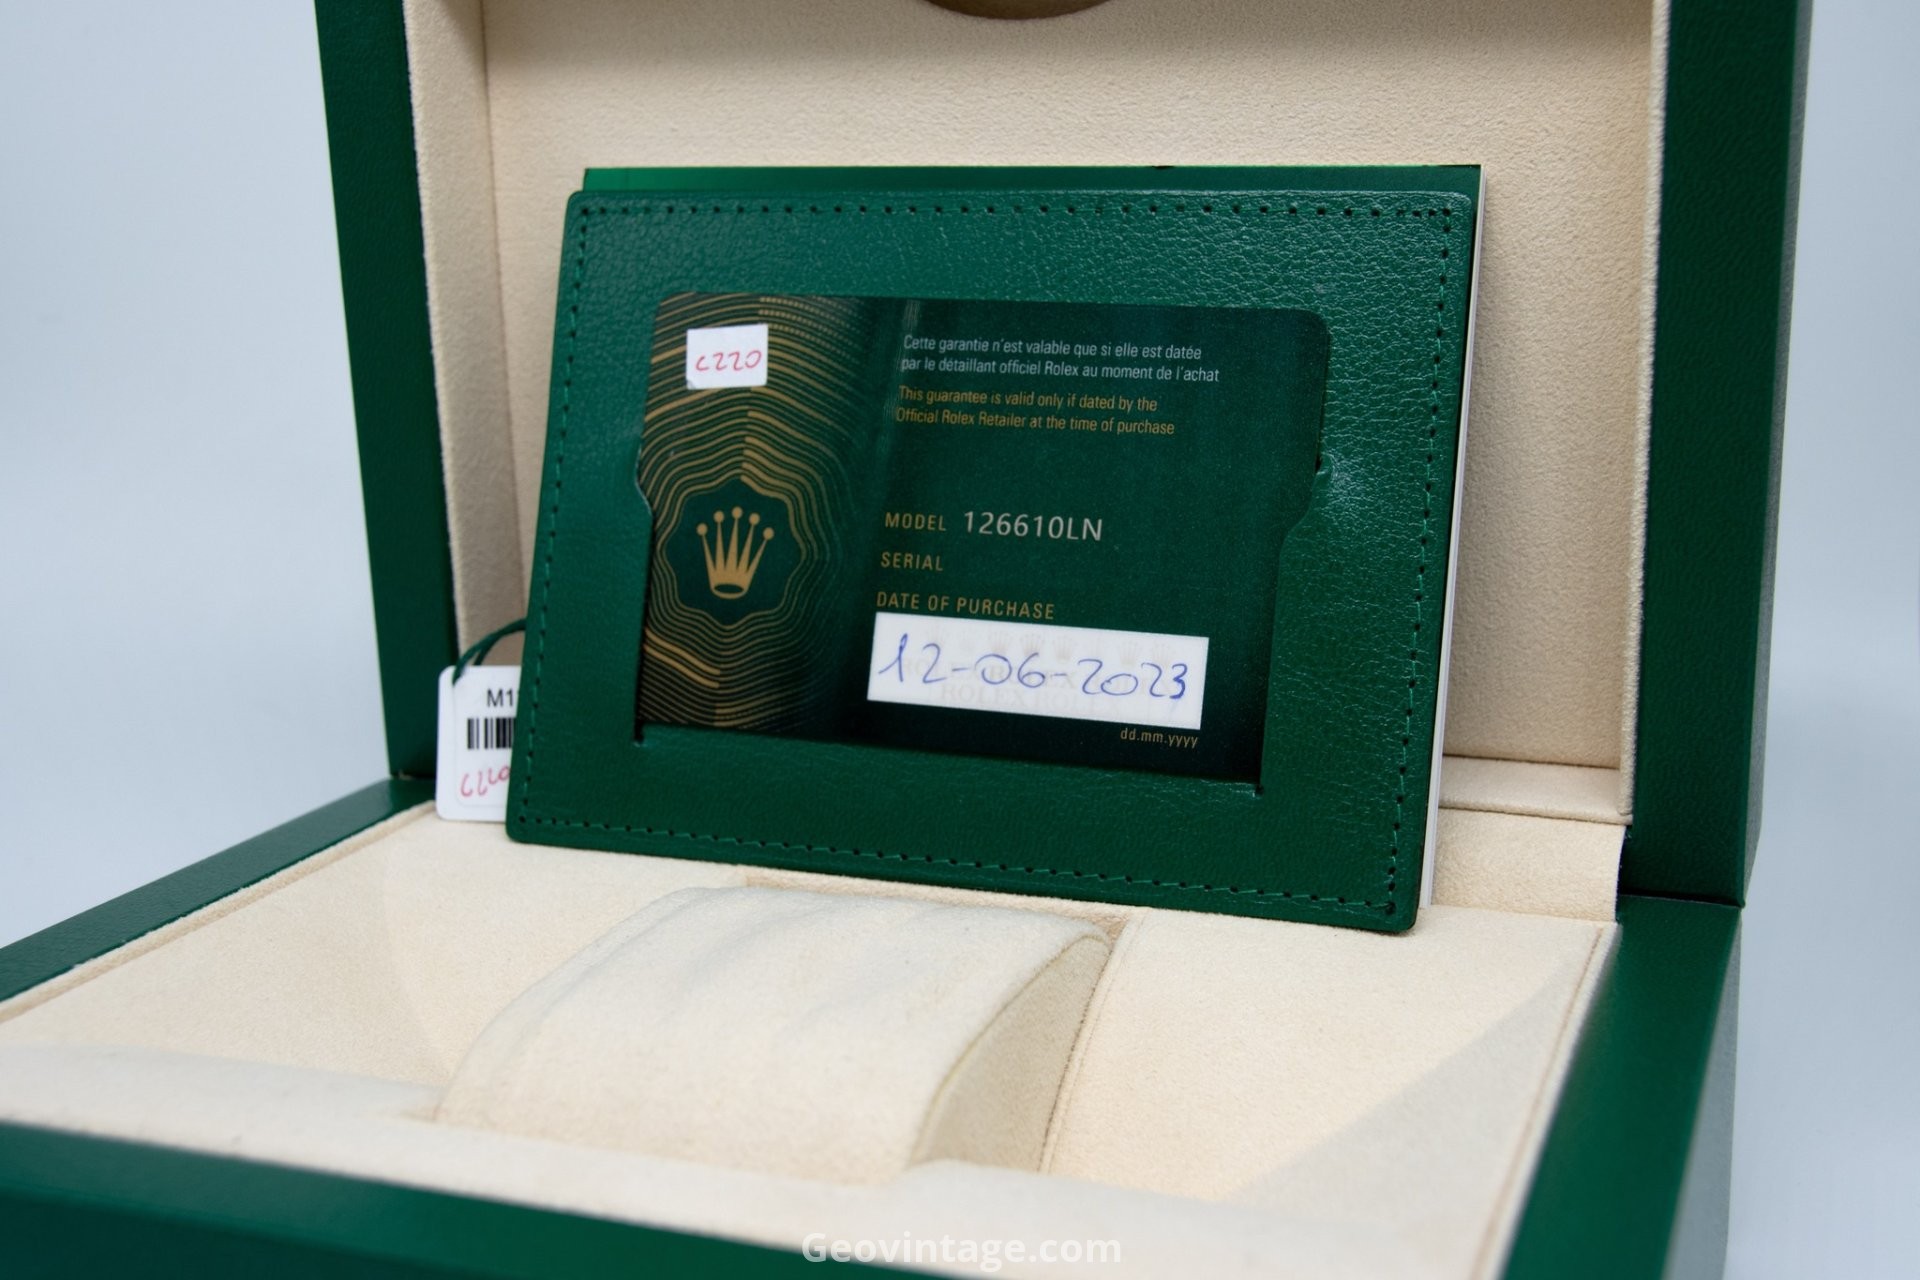 c220
Cette garantie n'est valable que si elle est datée
par le détaillant officiel Rolex au moment de l'achat
This guarantee is valid only if dated by the
Official Rolex Retailer at the time of purchase
MODEL 126610LN
SERIAL
DATE OF PURCHASE
12-06-2023
ROLEX
dd.mm.yyyy
M1
c220
Geovintage.com